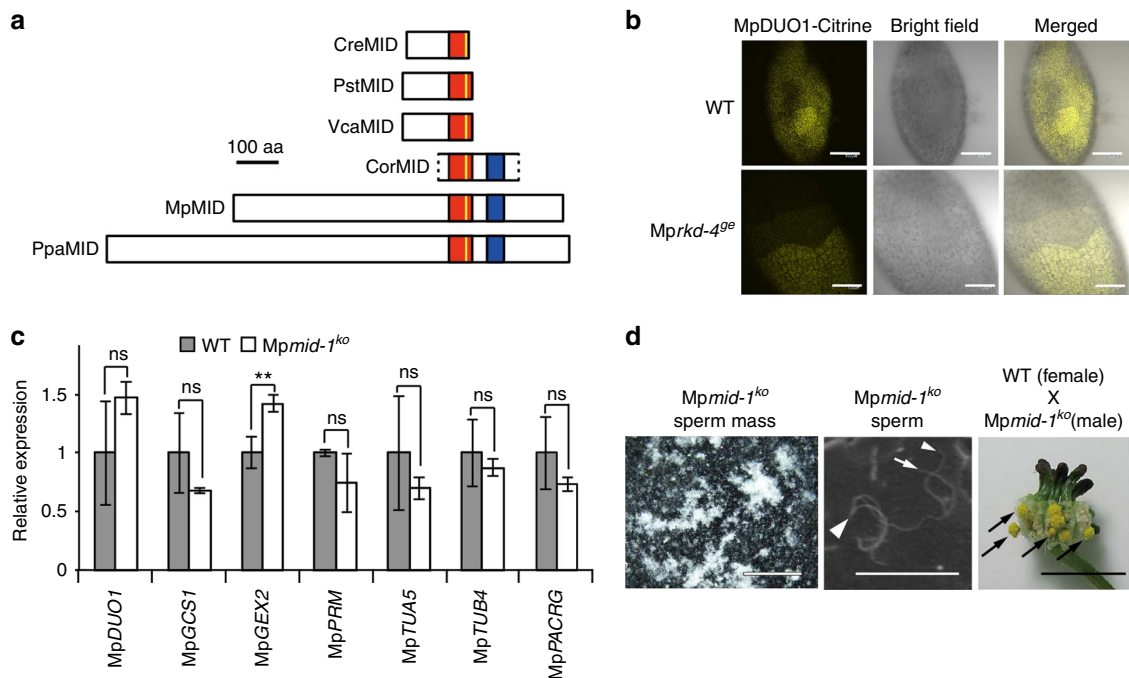 a
CreMID
PstMID
VcaMID
100 aa
CorMID
MpMID
PpaMID
b
MpDUO1-Citrine Bright field Merged
WT
Mprkd-4ge
c
WT Mpmid-1ko
Relative expression
1.5
1
0.5
0
ns
ns
**
ns
ns
ns
ns
MpDUO1
MpGCS1
MpGEX2
MpPRM
MpTUA5
MpTUB4
MpPACRG
d
Mpmid-1ko
sperm mass
Mpmid-1ko
sperm
WT (female)
X
Mpmid-1ko(male)